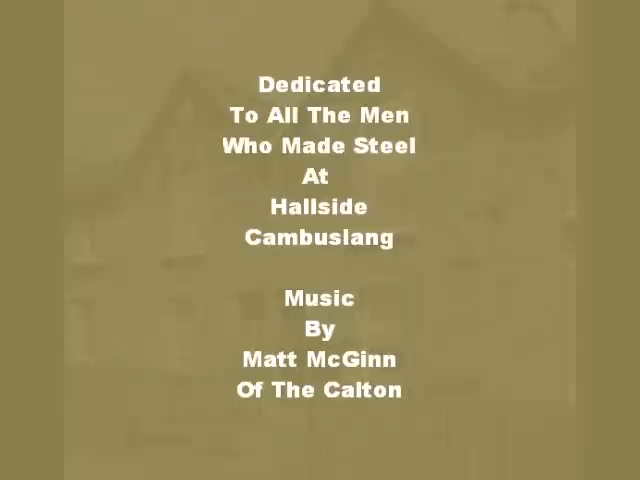 Dedicated
To All The Men
Who Made Steel
At
Hallside
Cambuslang
Music
By
Matt McGinn
Of The Calton